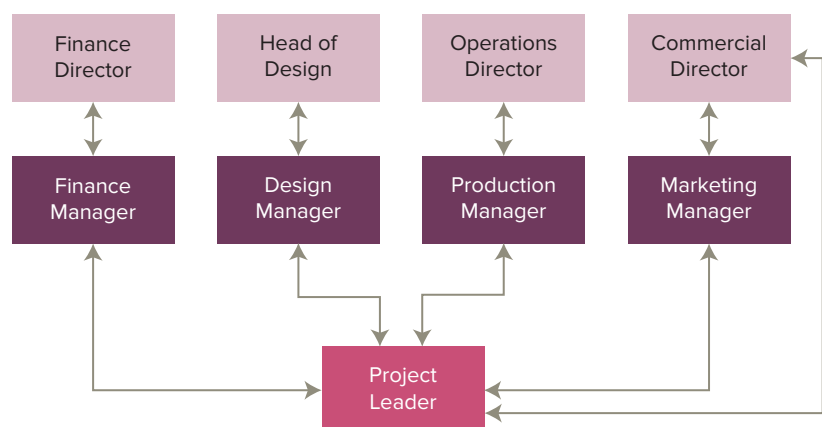 Finance
Director
Head of
Design
Operations
Director
Commercial
Director
Finance
Manager
Design
Manager
Production
Manager
Marketing
Manager
Project
Leader